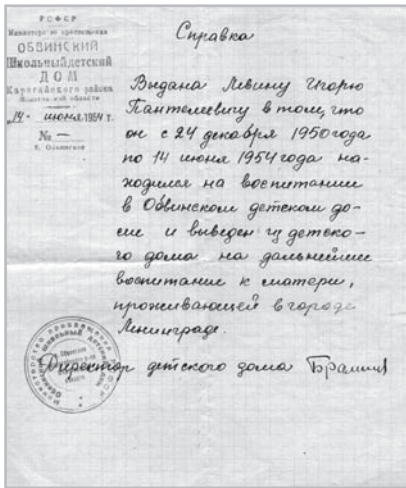 РСФСР
Министерство просвещения
ОБВИНСКИЙ
Школьный детский
ДОМ
Карагайского района
Молотовской области
„14“ июня 1954 г.
№ —
с. Обвинское
Справка
Выдана Левину Игорю
Пантелеевичу в том, что
он с 24 декабря 1950 года
по 14 июня 1954 года на-
ходился на воспитании
в Обвинском детском до-
ме и выведен из детско-
го дома на дальнейшее
воспитание к матери,
проживающей в городе
Ленинграде.
Директор детского дома